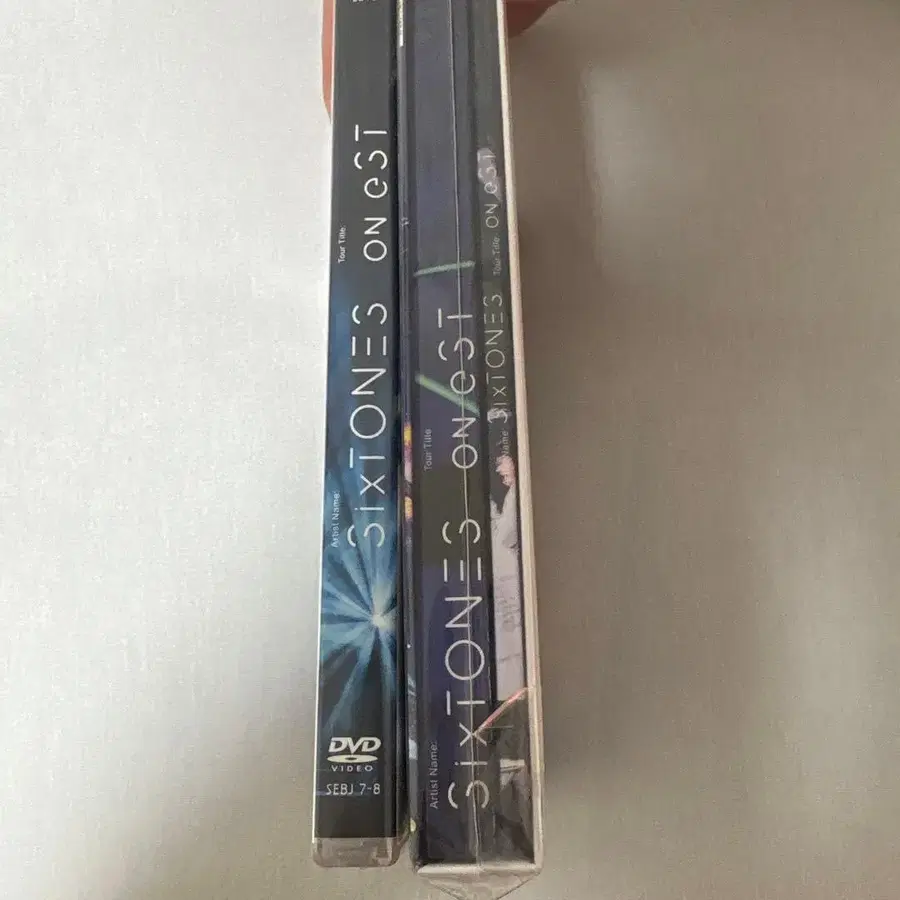 Artist Name:
SixTONES
Tour Title:
ON eST
DVD
VIDEO
SEBJ 7-8
Artist Name:
SixTONES
Tour Title
ON eST
Name:
SixTONES
Tour Title:
ON eST